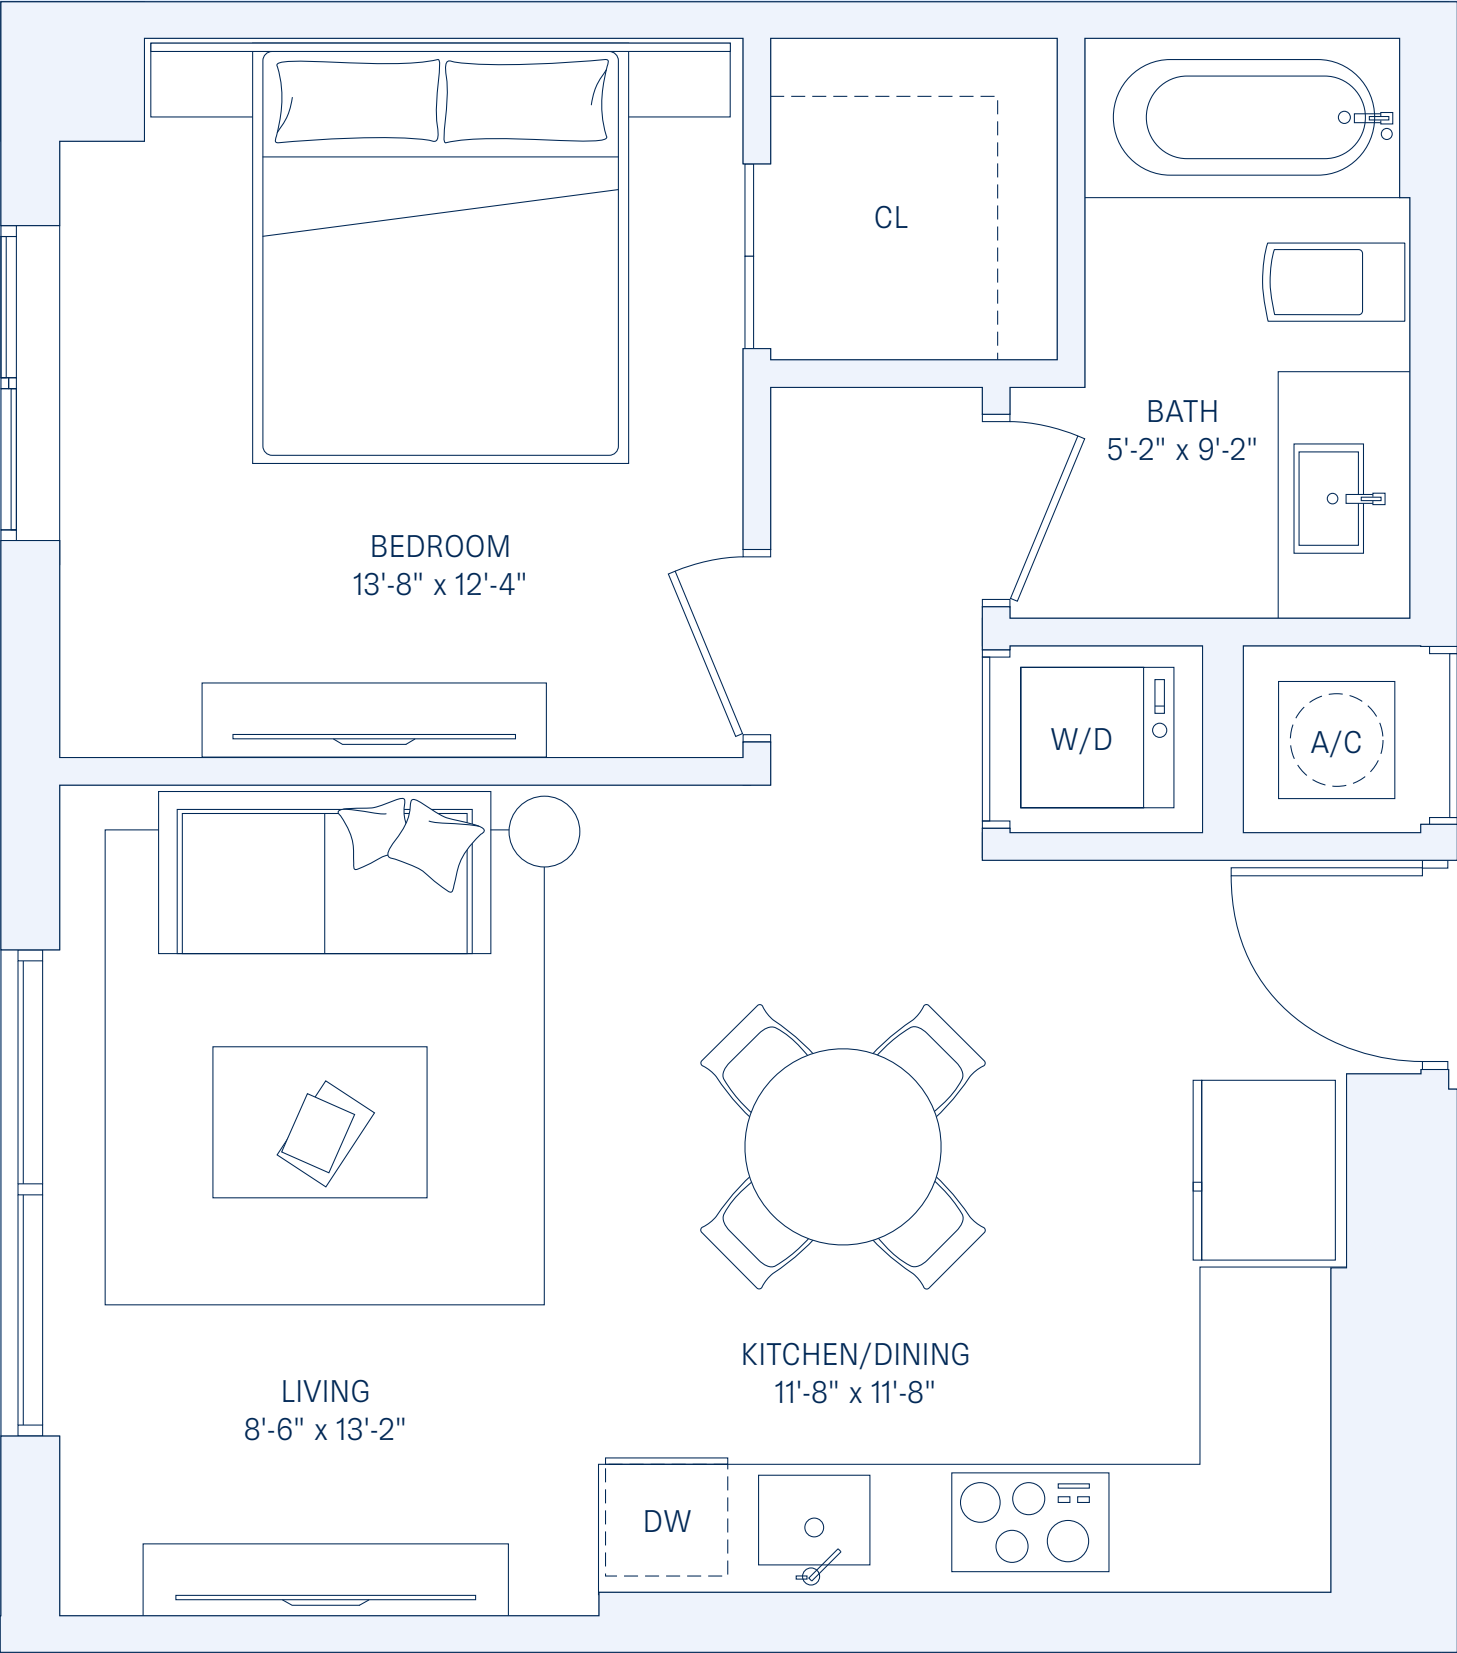 CL
BATH
5'-2" x 9'-2"
BEDROOM
13'-8" x 12'-4"
W/D
A/C
KITCHEN/DINING
11'-8" x 11'-8"
LIVING
8'-6" x 13'-2"
DW